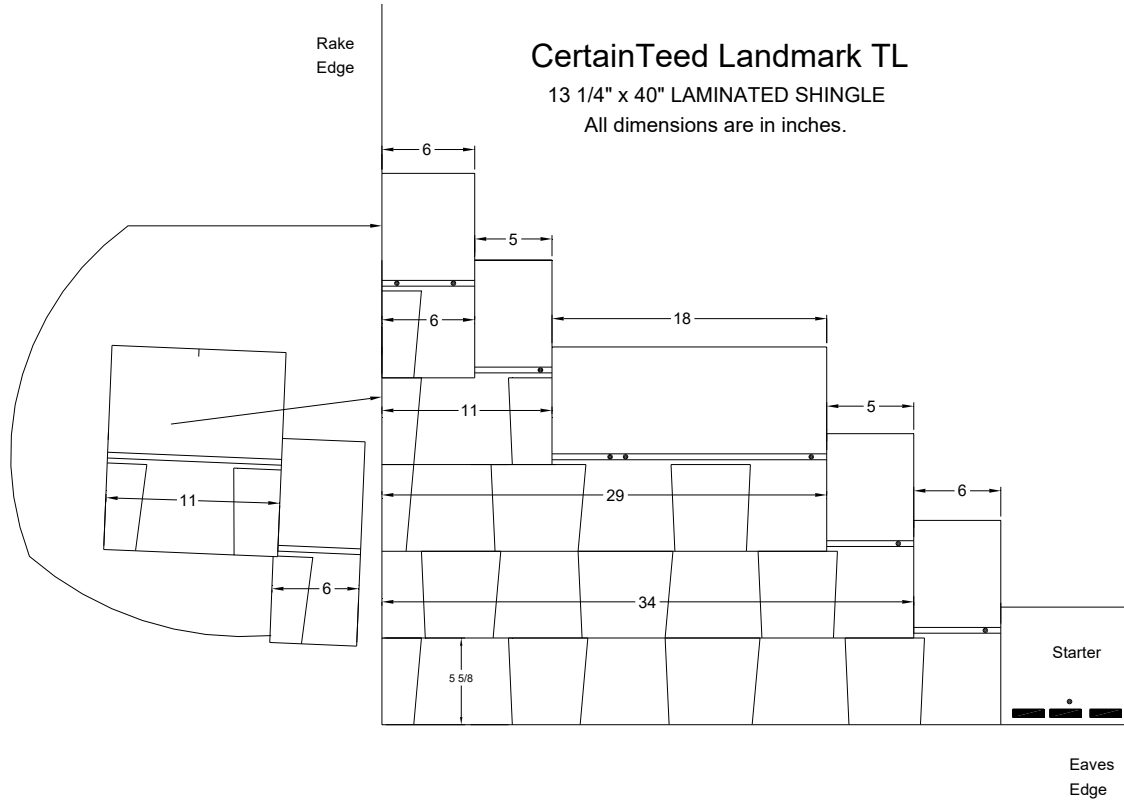 Rake
Edge
CertainTeed Landmark TL
13 1/4" x 40" LAMINATED SHINGLE
All dimensions are in inches.
6
5
6
18
11
5
29
11
6
6
34
5 5/8
Starter
Eaves
Edge